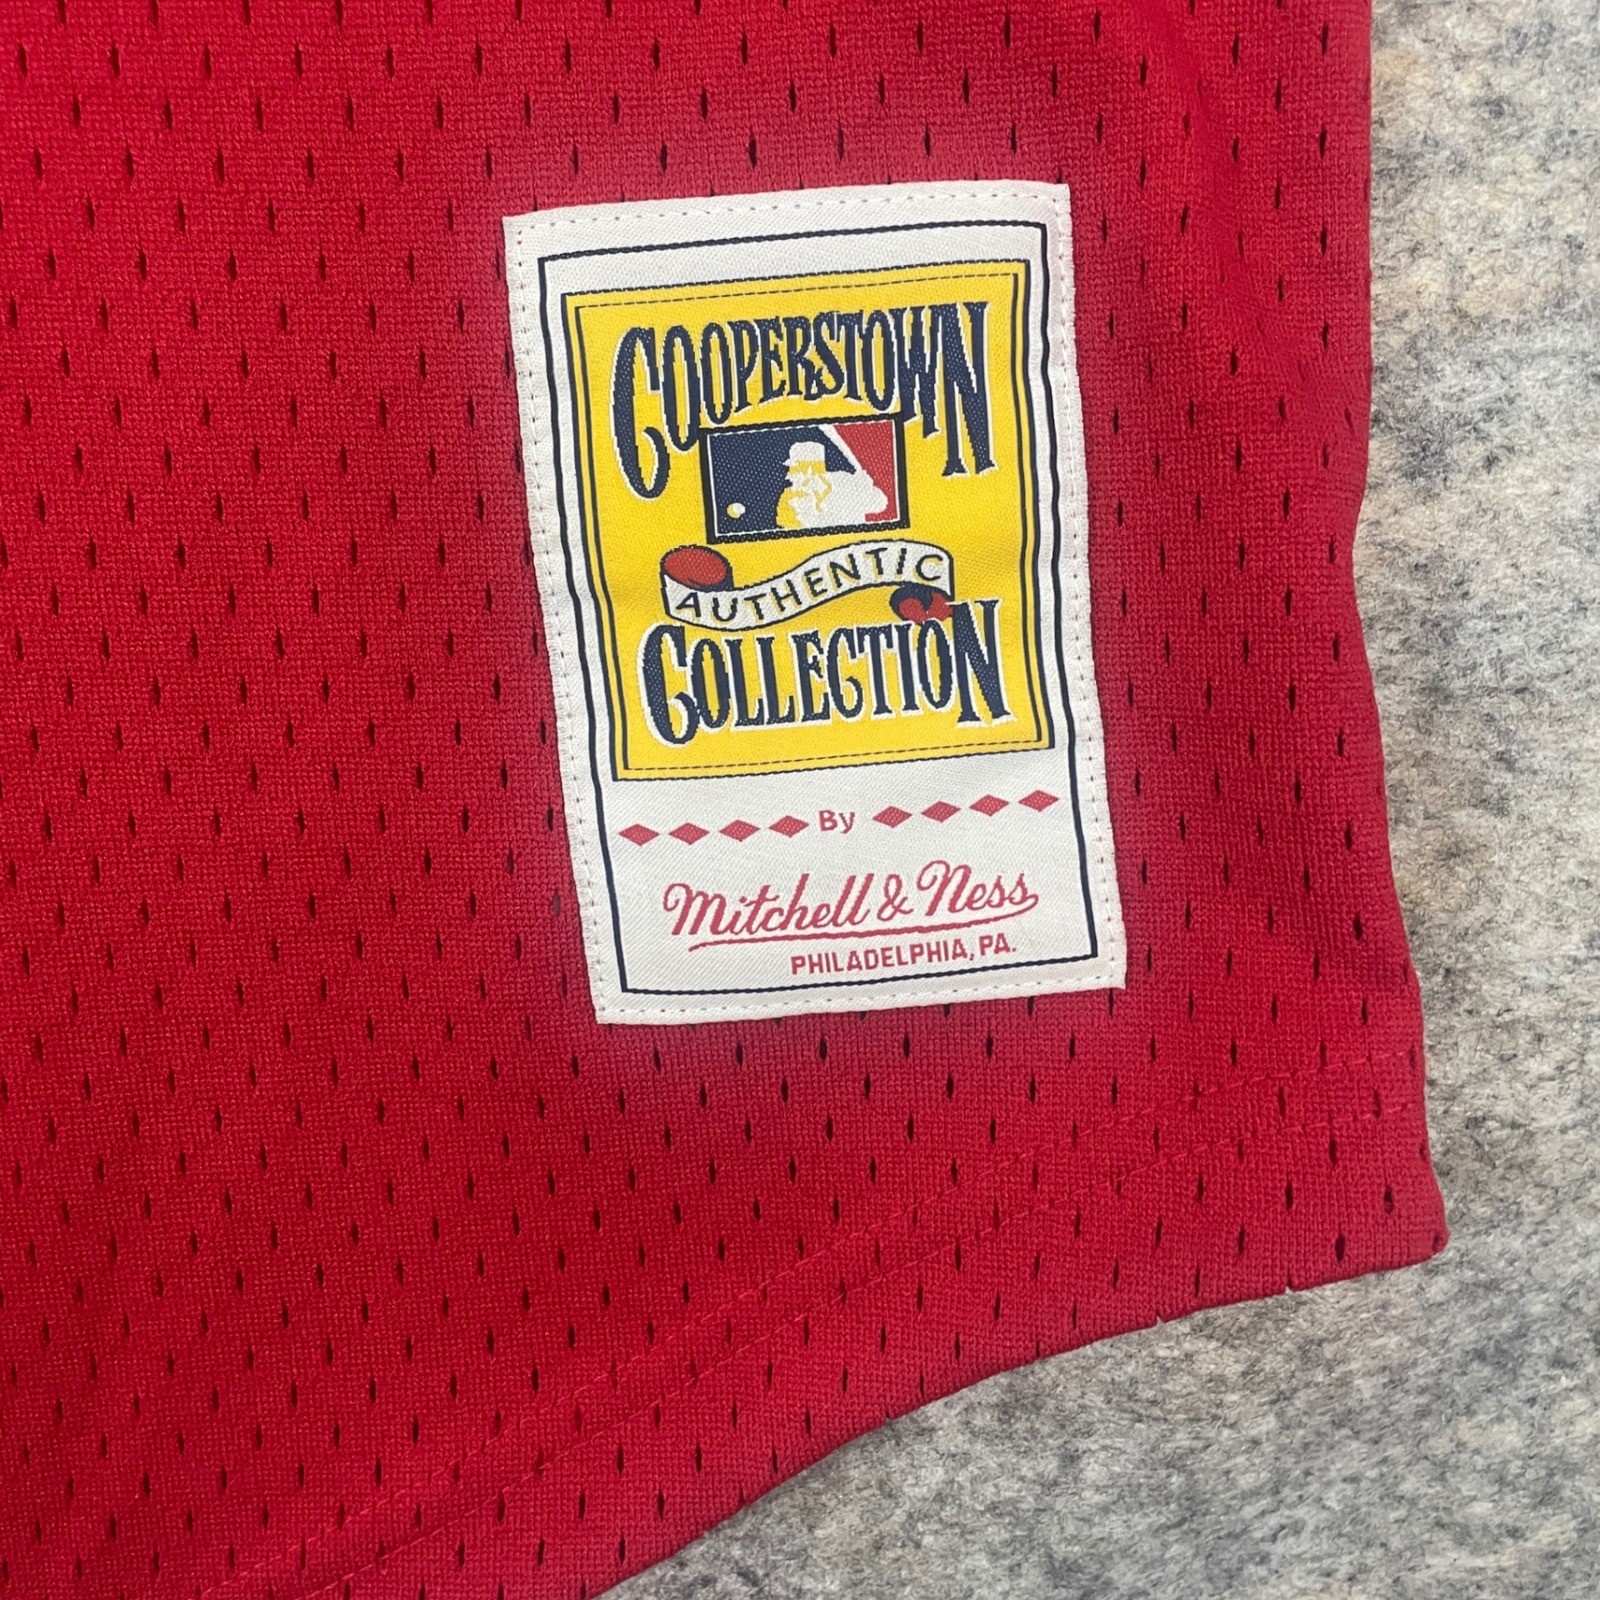 COOPERSTOWN
AUTHENTIC
COLLECTION
By
Mitchell & Ness
PHILADELPHIA, PA.